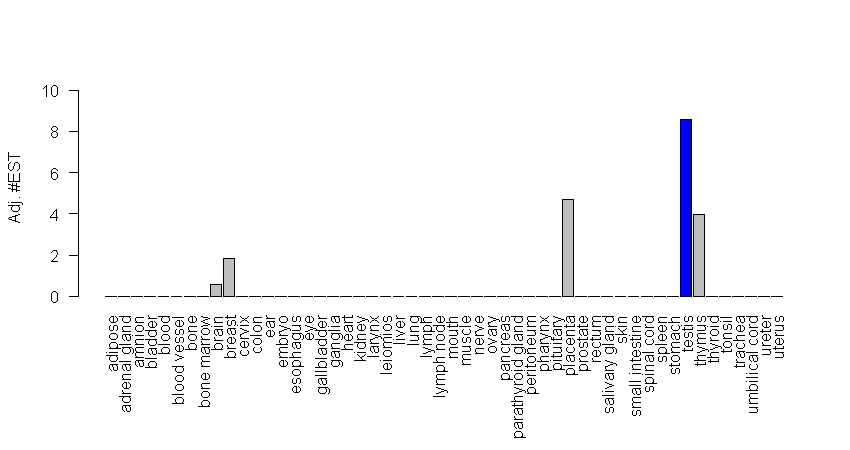 Adj. #EST
10
8
6
4
2
0
adipose
adrenal gland
amnion
bladder
blood
blood vessel
bone
bone marrow
brain
breast
cervix
colon
ear
embryo
esophagus
eye
gallbladder
ganglia
heart
kidney
larynx
leiomios
liver
lung
lymph
lymph node
mouth
muscle
nerve
ovary
pancreas
parathyroid gland
peritoneum
pharynx
pituitary
placenta
prostate
rectum
salivary gland
skin
small intestine
spinal cord
spleen
stomach
testis
thymus
thyroid
tonsil
trachea
umbilical cord
ureter
uterus